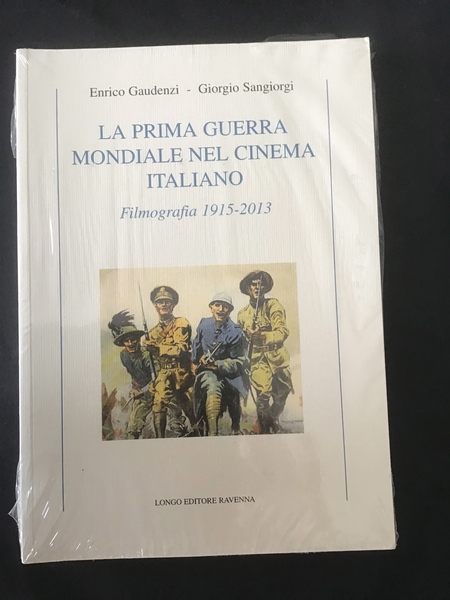 Enrico Gaudenzi - Giorgio Sangiorgi
LA PRIMA GUERRA
MONDIALE NEL CINEMA
ITALIANO
Filmografia 1915-2013
LONGO EDITORE RAVENNA